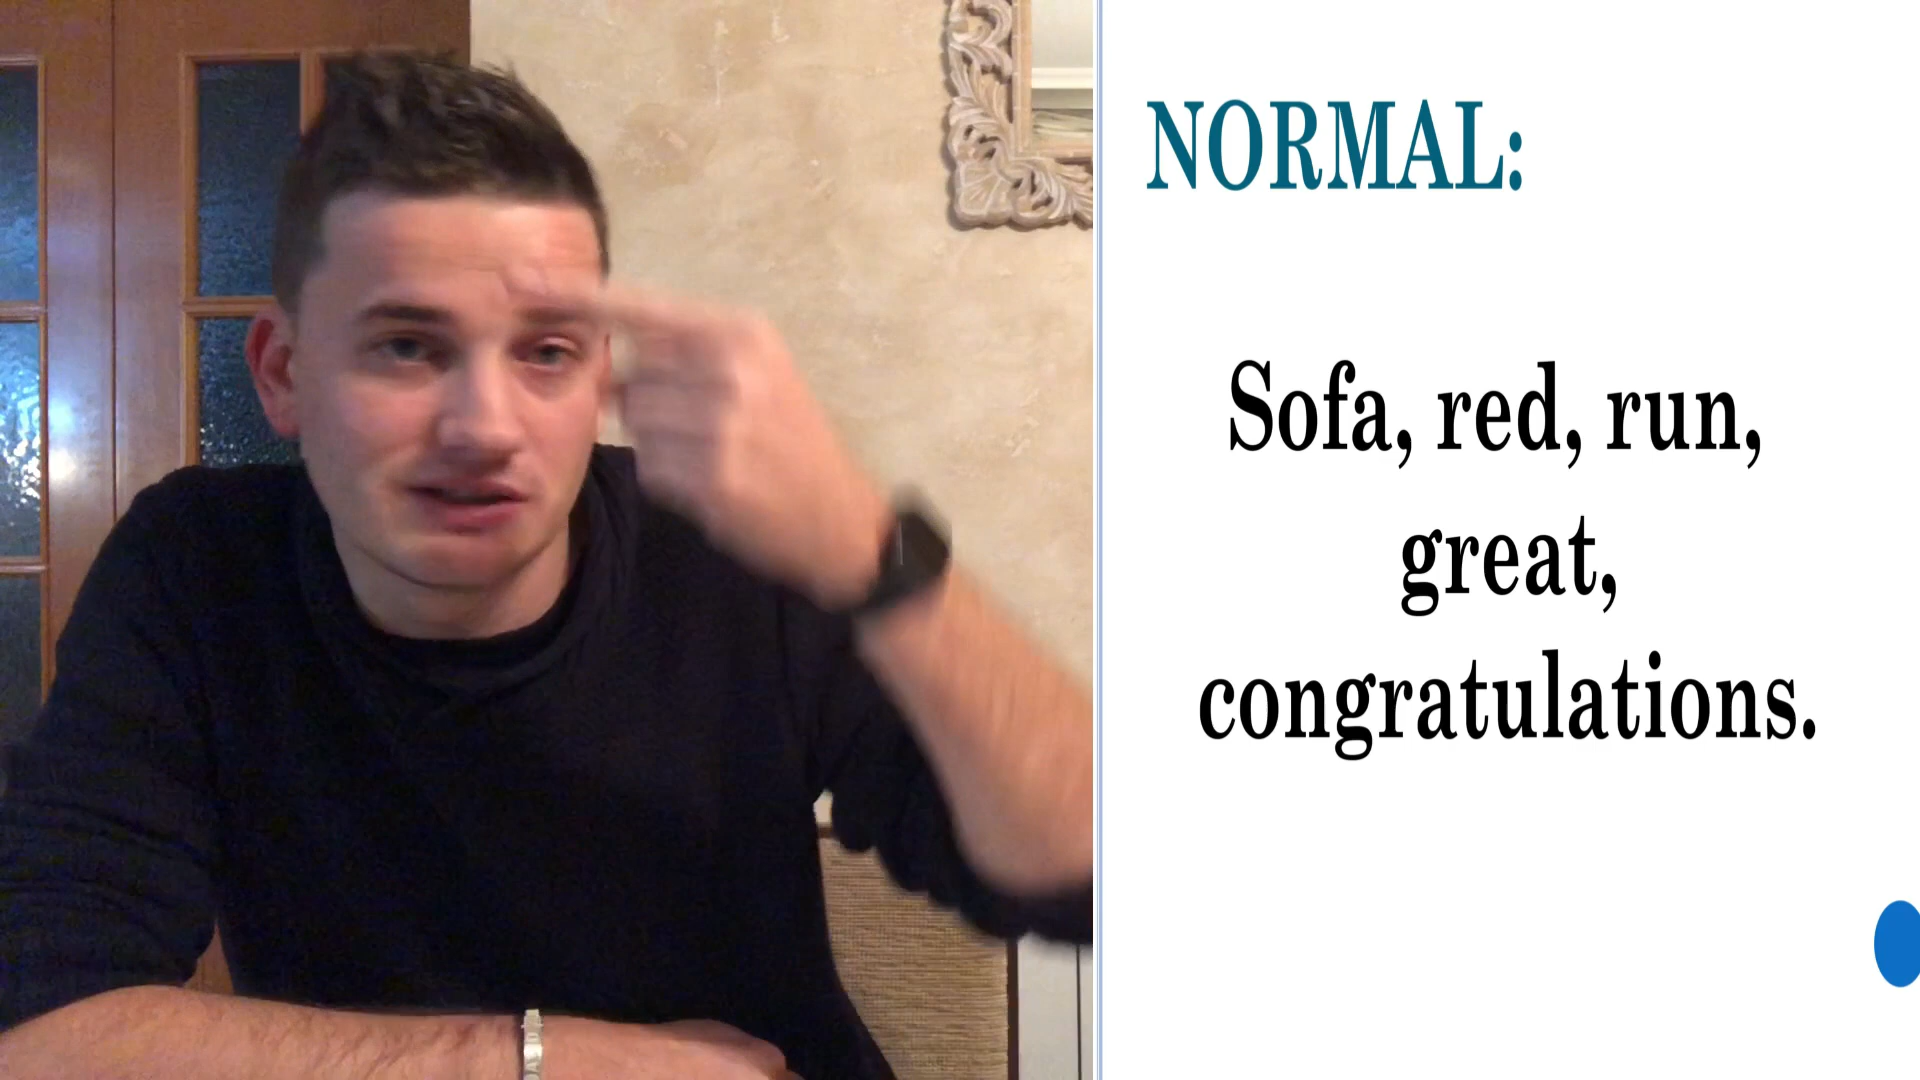 NORMAL:
Sofa, red, run,
great,
congratulations.